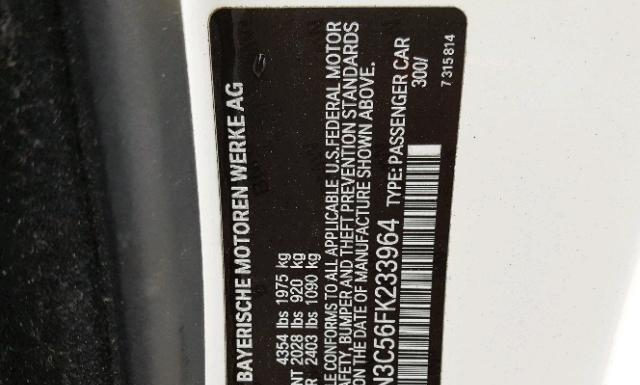 BAYERISCHE MOTOREN WERKE AG
4354 lbs 1975 kg
NT 2028 lbs 920 kg
R 2403 lbs 1090 kg
LE CONFORMS TO ALL APPLICABLE U.S.FEDERAL MOTOR
AFETY, BUMPER AND THEFT PREVENTION STANDARDS
THE DATE OF MANUFACTURE SHOWN ABOVE.
N3C56FK233964 TYPE: PASSENGER CAR
300/
7 315 814